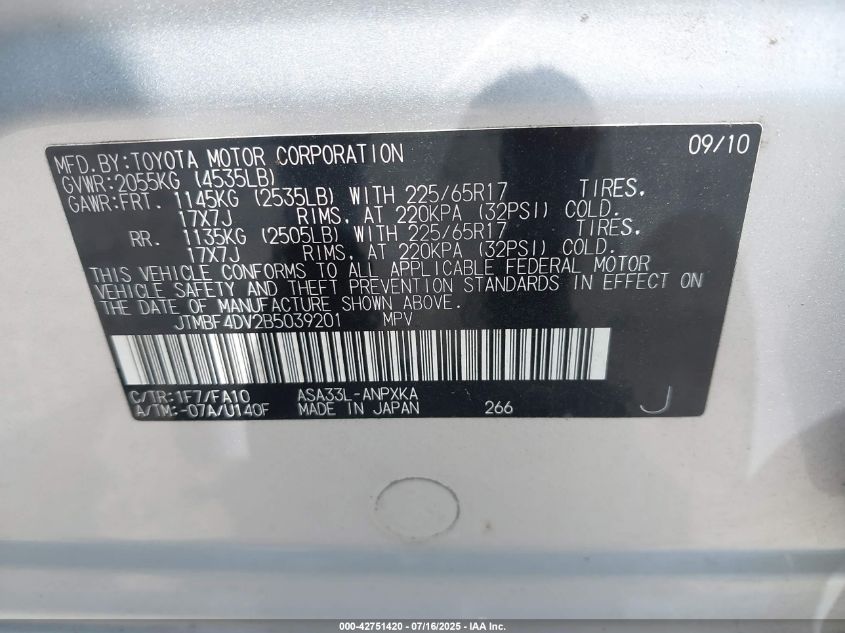 MFD.BY:TOYOTA MOTOR CORPORATION 09/10
GVWR:2055KG (4535LB)
GAWR:FRT. 1145KG (2535LB) WITH 225/65R17 TIRES.
17X7J RIMS, AT 220KPA (32PSI) COLD.
RR. 1135KG (2505LB) WITH 225/65R17 TIRES.
17X7J RIMS, AT 220KPA (32PSI) COLD.
THIS VEHICLE CONFORMS TO ALL APPLICABLE FEDERAL MOTOR
VEHICLE SAFETY AND THEFT PREVENTION STANDARDS IN EFFECT ON
THE DATE OF MANUFACTURE SHOWN ABOVE.
JTMBF4DV2B5039201 MPV
C/TR:1F7/FA10 ASA33L-ANPXKA
A/TM:-07A/U140F MADE IN JAPAN 266 J
000-42751420 - 07/16/2025 - IAA Inc.